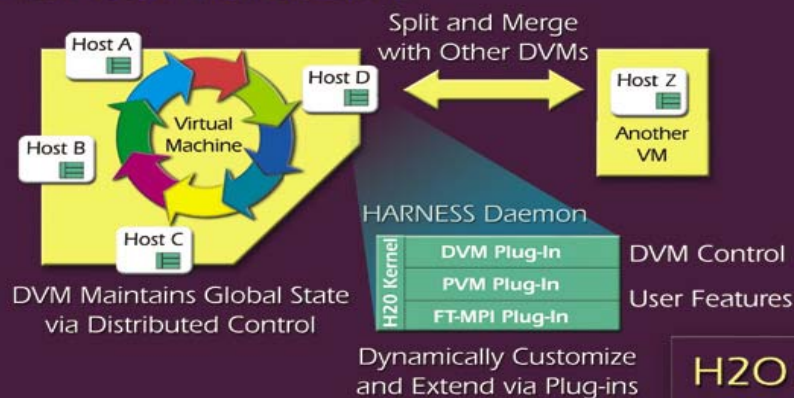 Split and Merge
with Other DVMs
Host A
Host D
Host Z
Virtual
Machine
Another
VM
Host B
Host C
HARNESS Daemon
H20 Kernel
DVM Plug-In
DVM Control
PVM Plug-In
User Features
FT-MPI Plug-In
DVM Maintains Global State
via Distributed Control
Dynamically Customize
and Extend via Plug-ins
H2O